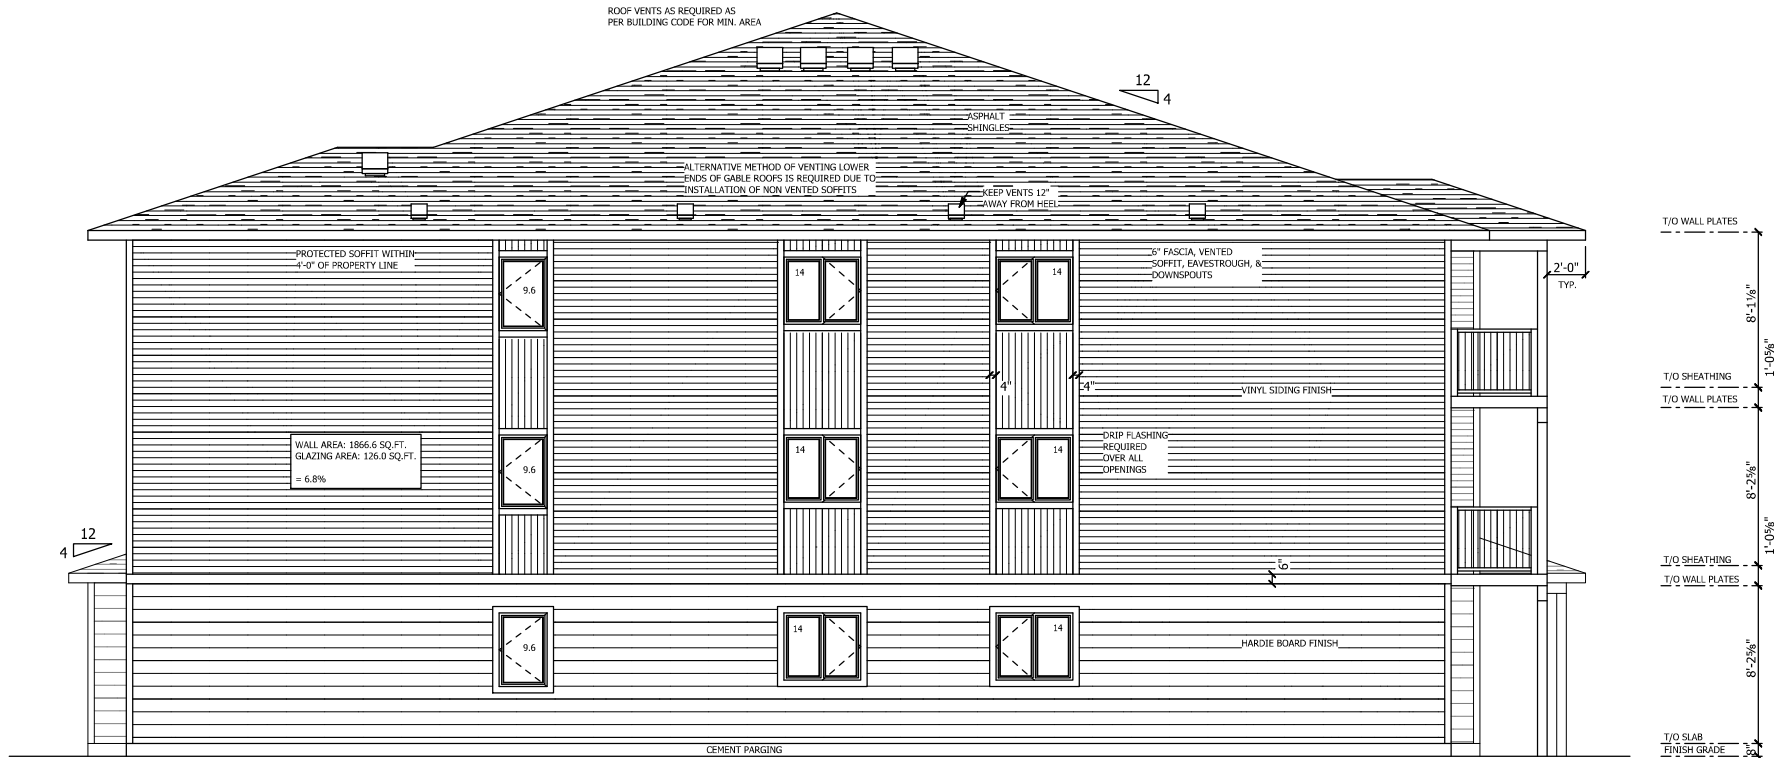 ROOF VENTS AS REQUIRED AS
PER BUILDING CODE FOR MIN. AREA
12
4
ASPHALT
SHINGLES
ALTERNATIVE METHOD OF VENTING LOWER
ENDS OF GABLE ROOFS IS REQUIRED DUE TO
INSTALLATION OF NON VENTED SOFFITS
KEEP VENTS 12"
AWAY FROM HEEL
T/O WALL PLATES
PROTECTED SOFFIT WITHIN
4'-0" OF PROPERTY LINE
6" FASCIA, VENTED
SOFFIT, EAVESTROUGH, &
DOWNSPOUTS
2'-0"
TYP.
9.6
14
14
8'-1⅛"
1'-0⅝"
T/O SHEATHING
T/O WALL PLATES
4"
4"
VINYL SIDING FINISH
WALL AREA: 1866.6 SQ.FT.
GLAZING AREA: 126.0 SQ.FT.
= 6.8%
9.6
14
14
DRIP FLASHING
REQUIRED
OVER ALL
OPENINGS
8'-2⅝"
1'-0⅝"
12
4
6"
T/O SHEATHING
T/O WALL PLATES
9.6
14
14
HARDIE BOARD FINISH
8'-2⅝"
CEMENT PARGING
T/O SLAB
FINISH GRADE
8"